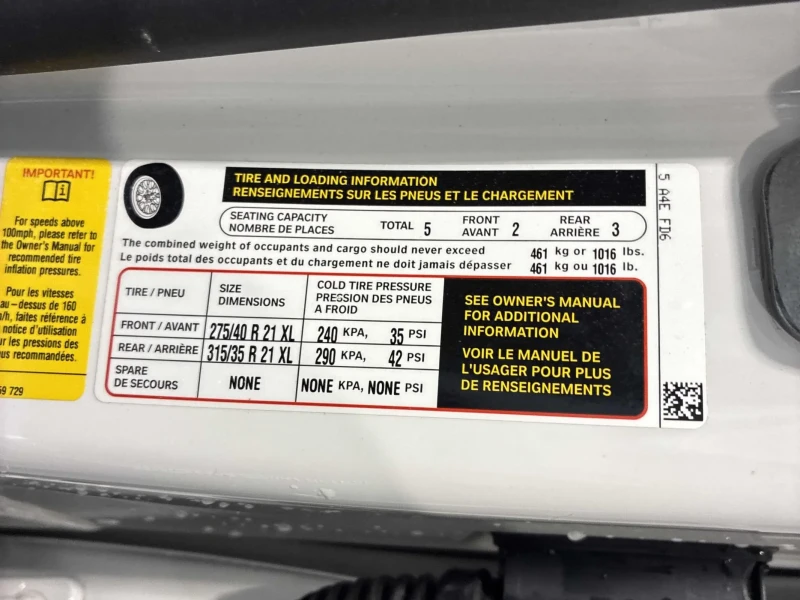 IMPORTANT!
For speeds above
100mph, please refer to
the Owner's Manual for
recommended tire
inflation pressures.
Pour les vitesses
au – dessus de 160
/h, faites référence à
notice d'utilisation
ur les pressions des
us recommandées.
59 729
TIRE AND LOADING INFORMATION
RENSEIGNEMENTS SUR LES PNEUS ET LE CHARGEMENT
SEATING CAPACITY
NOMBRE DE PLACES
TOTAL 5
FRONT
AVANT 2
REAR
ARRIÈRE 3
The combined weight of occupants and cargo should never exceed 461 kg or 1016 lbs.
Le poids total des occupants et du chargement ne doit jamais dépasser 461 kg ou 1016 lb.
TIRE / PNEU
SIZE
DIMENSIONS
COLD TIRE PRESSURE
PRESSION DES PNEUS
A FROID
FRONT / AVANT 275/40 R 21 XL 240 KPA, 35 PSI
REAR / ARRIÈRE 315/35 R 21 XL 290 KPA, 42 PSI
SPARE
DE SECOURS
NONE NONE KPA, NONE PSI
SEE OWNER'S MANUAL
FOR ADDITIONAL
INFORMATION
VOIR LE MANUEL DE
L'USAGER POUR PLUS
DE RENSEIGNEMENTS
5 A4E FD6